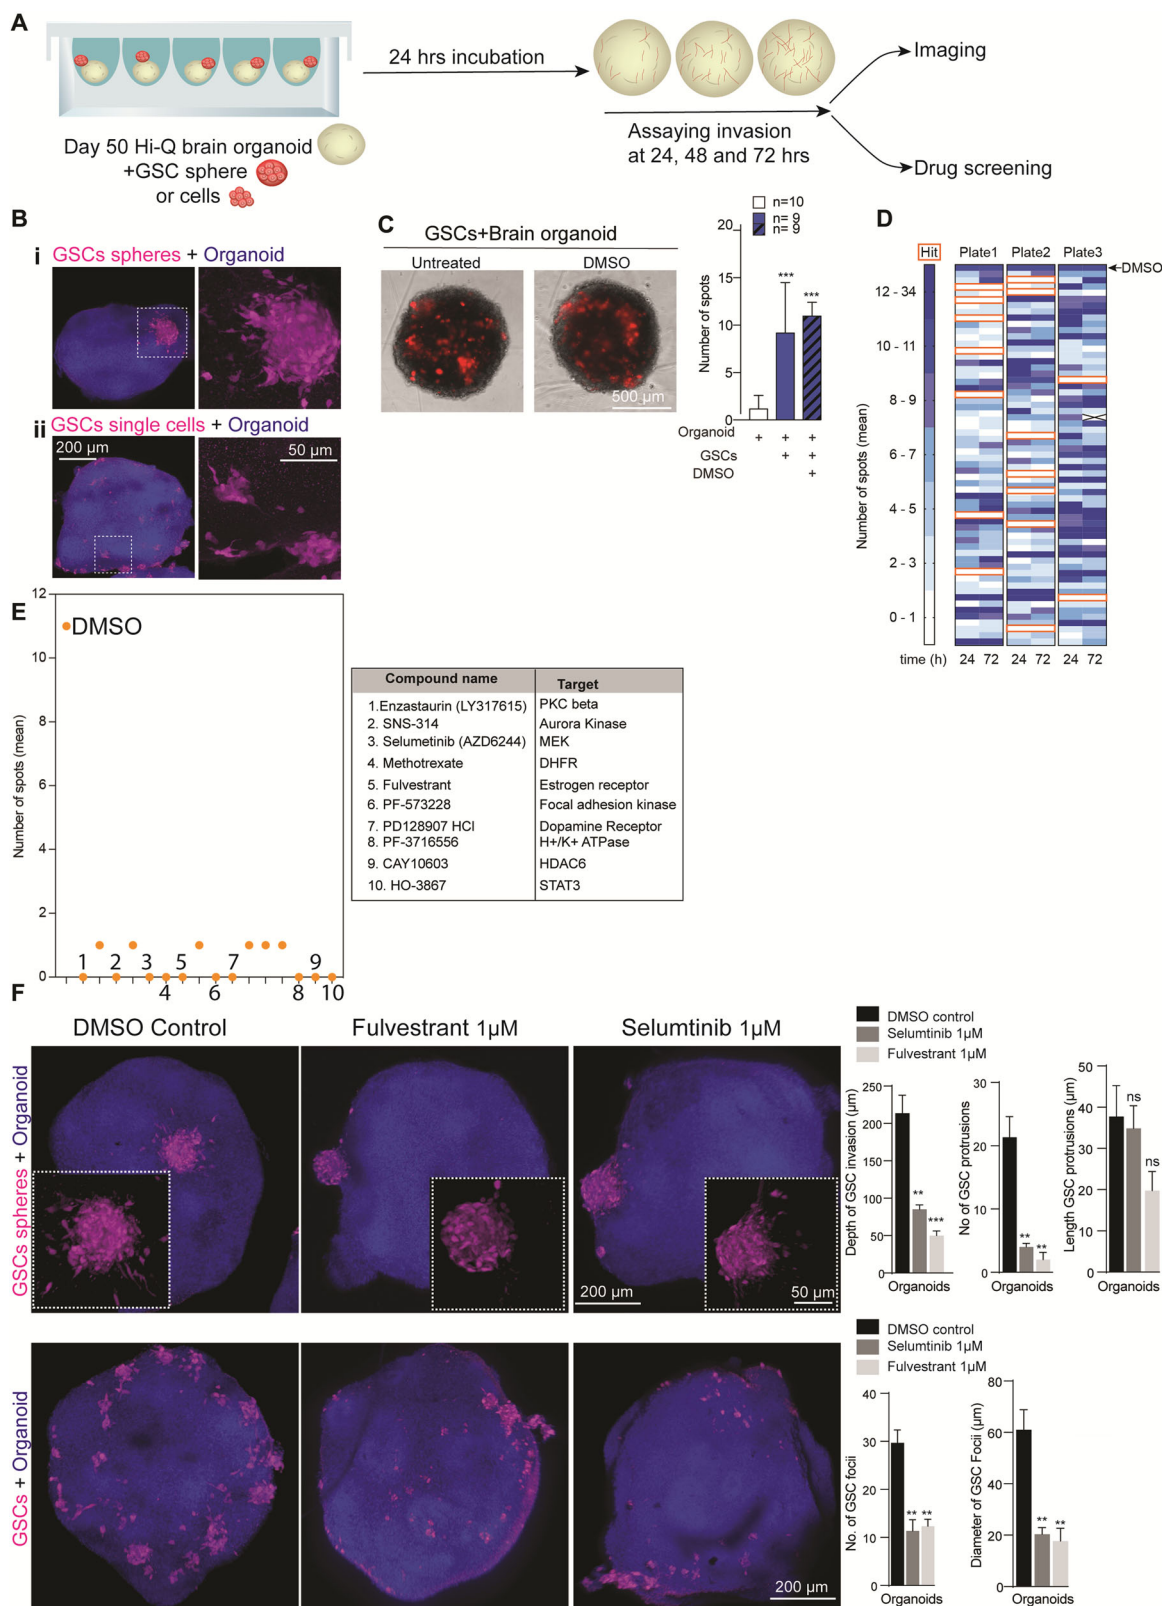 A
24 hrs incubation
Imaging
Day 50 Hi-Q brain organoid
+GSC sphere
or cells
Assaying invasion
at 24, 48 and 72 hrs
Drug screening
B
i GSCs spheres + Organoid
ii GSCs single cells + Organoid
200 µm
50 µm
C
GSCs+Brain organoid
Untreated
DMSO
500 µm
n=10
n= 9
n= 9
Number of spots
20
15
10
5
0
Organoid + + +
GSCs + +
DMSO +
*** ***
D
Hit
Plate1 Plate2 Plate3
DMSO
Number of spots (mean)
12 - 34
10 - 11
8 - 9
6 - 7
4 - 5
2 - 3
0 - 1
time (h) 24 72 24 72 24 72
E
Number of spots (mean)
12
10
8
6
4
2
0
DMSO
1 2 3 4 5 6 7 8 9 10
Compound name Target
1.Enzastaurin (LY317615) PKC beta
2. SNS-314 Aurora Kinase
3. Selumetinib (AZD6244) MEK
4. Methotrexate DHFR
5. Fulvestrant Estrogen receptor
6. PF-573228 Focal adhesion kinase
7. PD128907 HCl Dopamine Receptor
8. PF-3716556 H+/K+ ATPase
9. CAY10603 HDAC6
10. HO-3867 STAT3
F
DMSO Control Fulvestrant 1µM Selumtinib 1µM
GSCs spheres + Organoid
200 µm
50 µm
DMSO control
Selumtinib 1µM
Fulvestrant 1µM
Depth of GSC invasion (µm)
250
200
150
100
50
0
** ***
Organoids
No of GSC protrusions
30
20
10
0
** **
Organoids
Length GSC protrusions (µm)
50
40
30
20
10
0
ns
ns
Organoids
GSCs + Organoid
200 µm
DMSO control
Selumtinib 1µM
Fulvestrant 1µM
No. of GSC focii
40
30
20
10
0
** **
Organoids
Diameter of GSC Focii (µm)
80
60
40
20
0
** **
Organoids